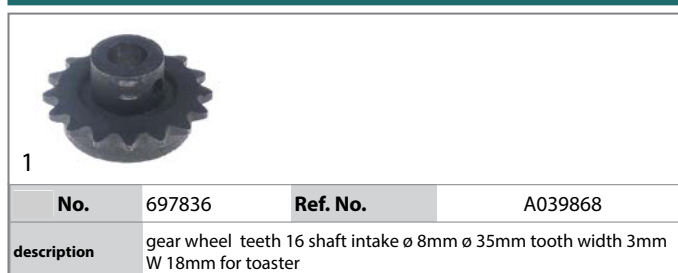 1
No. 697836 Ref. No. A039868
description gear wheel teeth 16 shaft intake ø 8mm ø 35mm tooth width 3mm
W 18mm for toaster